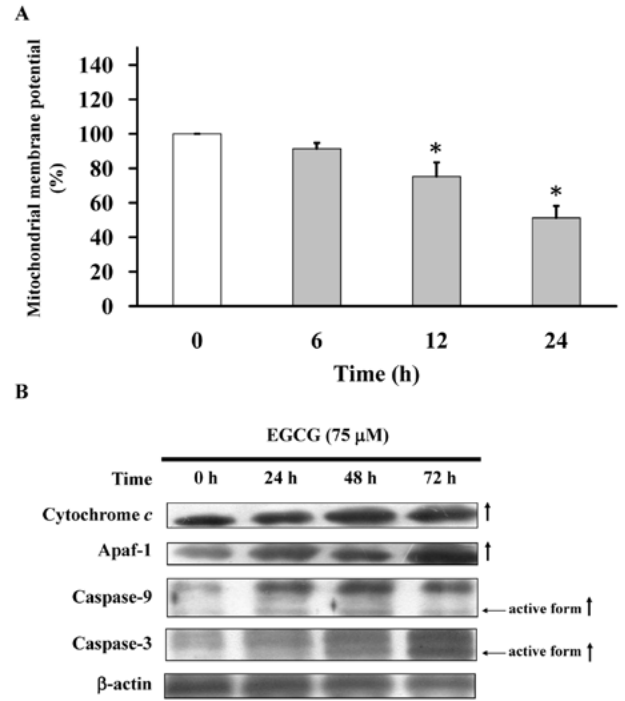 A
Mitochondrial membrane potential
(%)
140
120
100
80
60
40
20
0
*
*
0 6 12 24
Time (h)
B
EGCG (75 μM)
Time 0 h 24 h 48 h 72 h
Cytochrome c
Apaf-1
Caspase-9
active form
Caspase-3
active form
β-actin